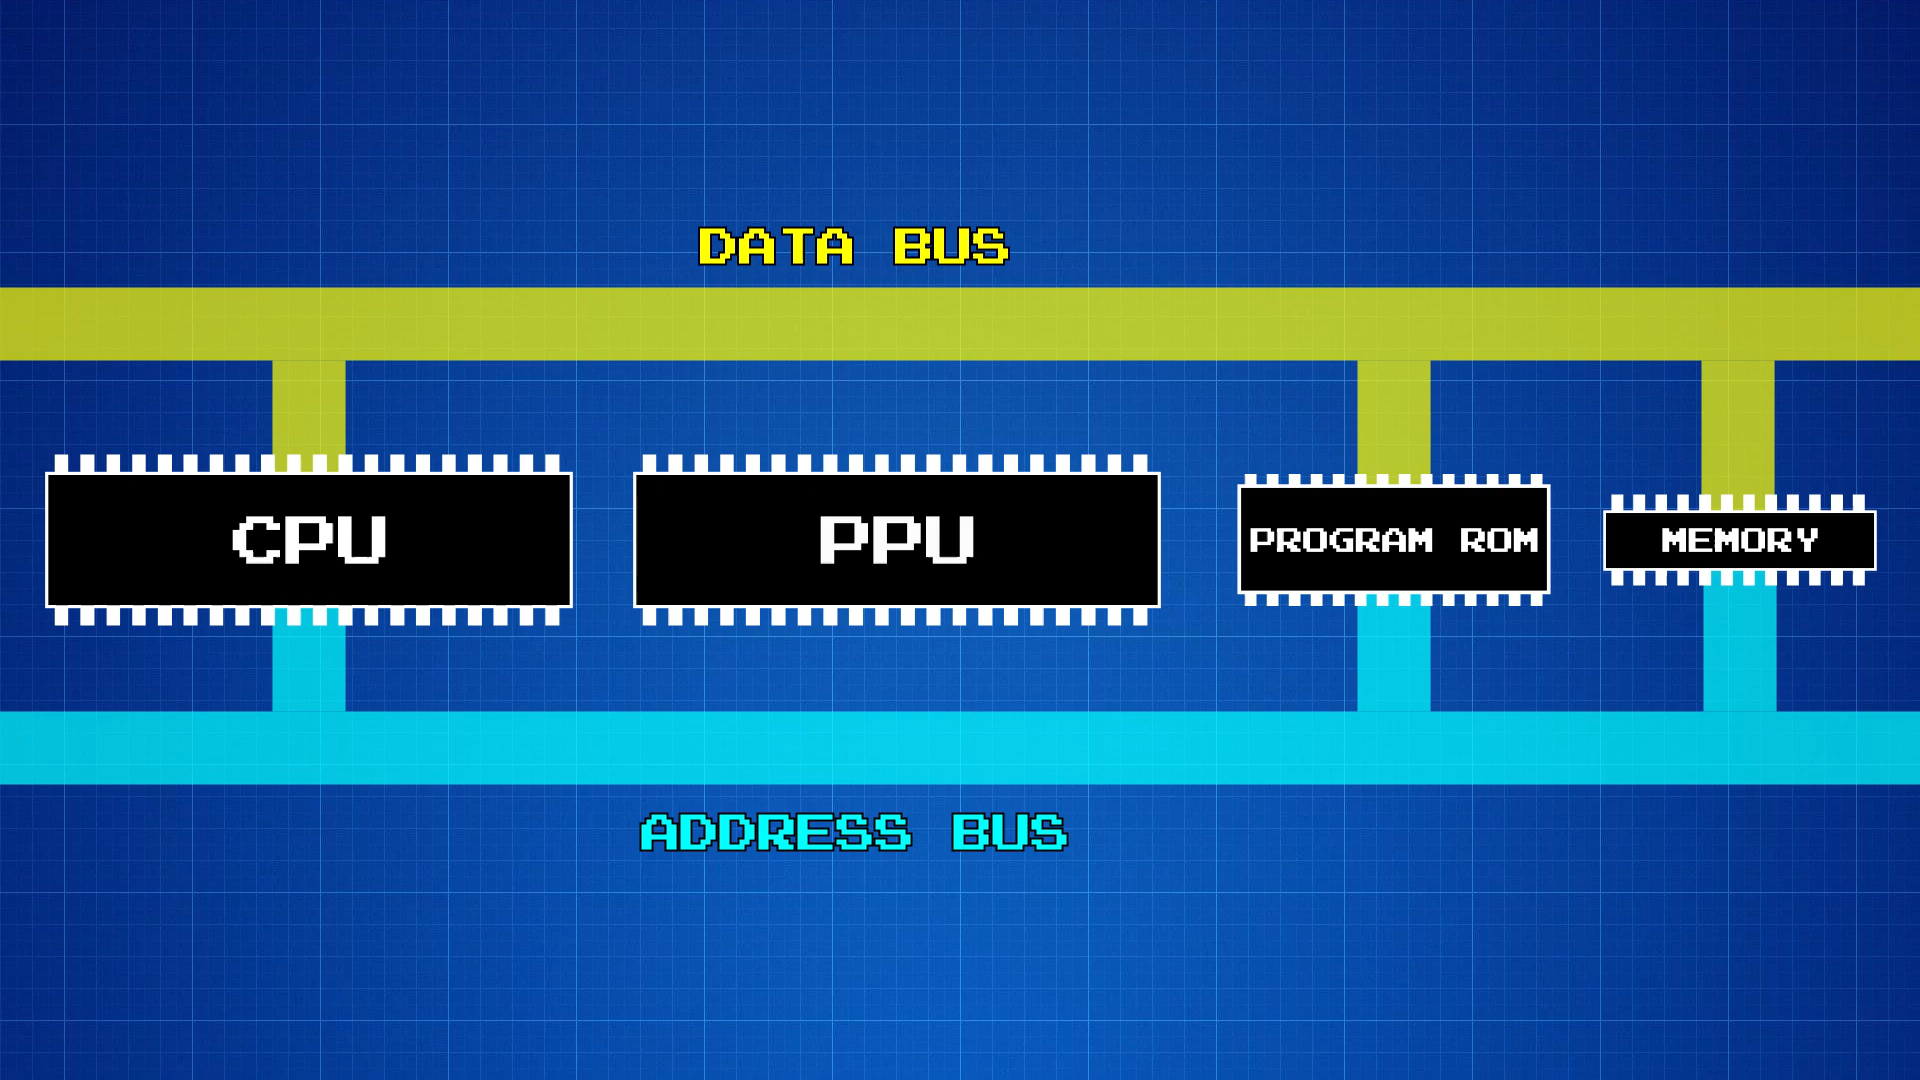 DATA BUS
CPU
PPU
PROGRAM ROM
MEMORY
ADDRESS BUS